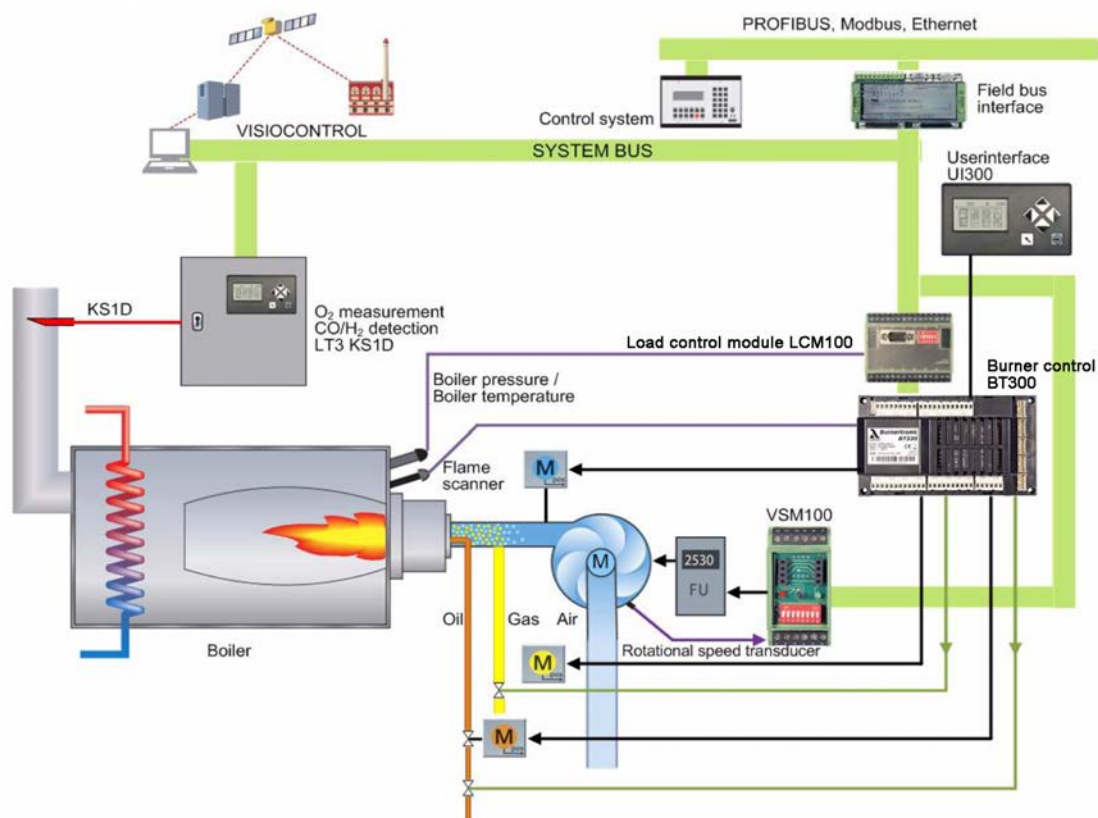 PROFIBUS, Modbus, Ethernet
Control system
Field bus
interface
VISIOCONTROL
SYSTEM BUS
Userinterface
UI300
KS1D
O₂ measurement
CO/H₂ detection
LT3 KS1D
Load control module LCM100
Burner control
BT300
Boiler pressure /
Boiler temperature
Burnertronic
BT320
Flame
scanner
M
VSM100
2530
FU
M
Oil
Gas
Air
Rotational speed transducer
Boiler
M
M